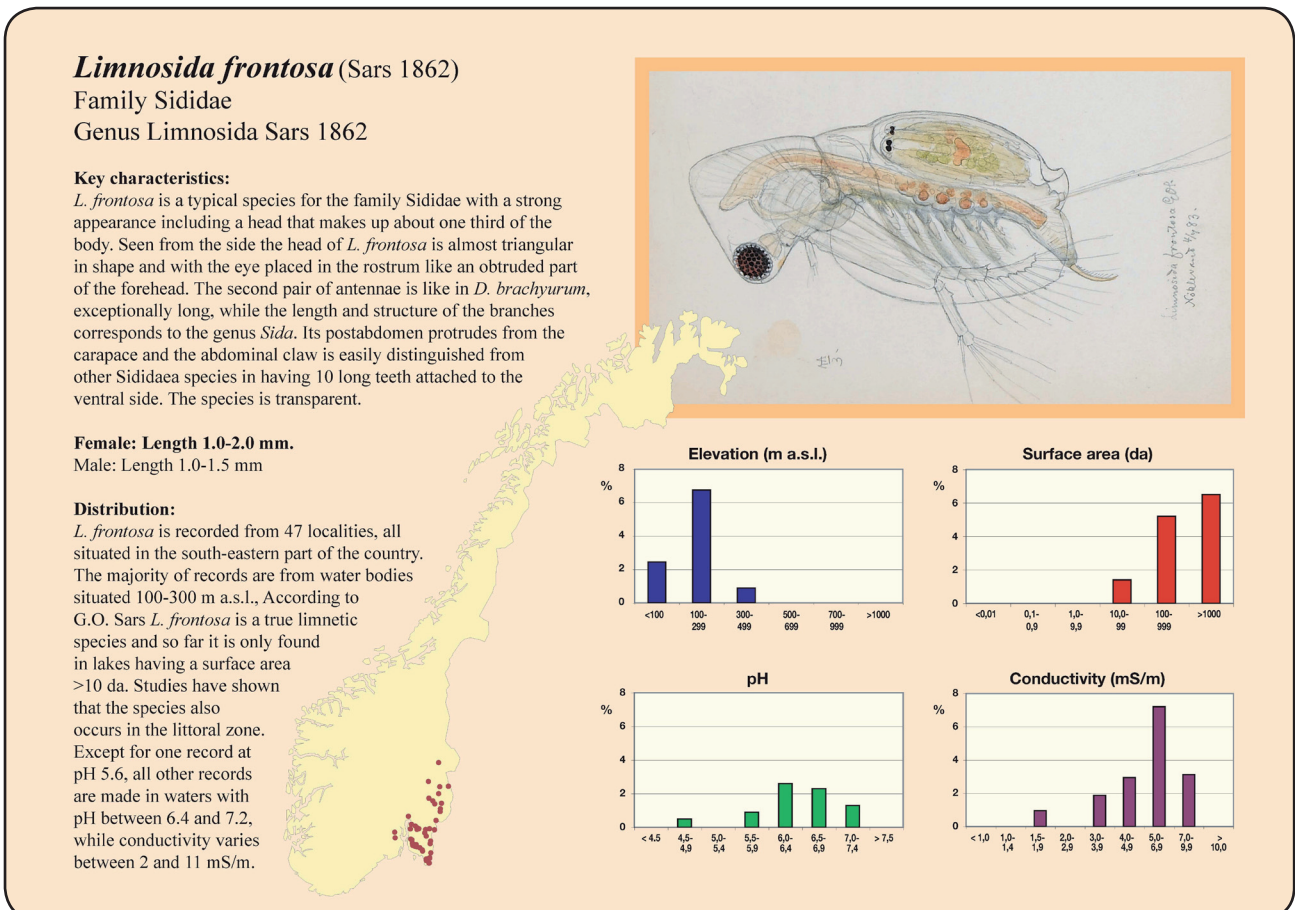 Limnosida frontosa (Sars 1862)
Family Sididae
Genus Limnosida Sars 1862
Key characteristics:
L. frontosa is a typical species for the family Sididae with a strong
appearance including a head that makes up about one third of the
body. Seen from the side the head of L. frontosa is almost triangular
in shape and with the eye placed in the rostrum like an obtruded part
of the forehead. The second pair of antennae is like in D. brachyurum,
exceptionally long, while the length and structure of the branches
corresponds to the genus Sida. Its postabdomen protrudes from the
carapace and the abdominal claw is easily distinguished from
other Sididaea species in having 10 long teeth attached to the
ventral side. The species is transparent.
Female: Length 1.0-2.0 mm.
Male: Length 1.0-1.5 mm
Distribution:
L. frontosa is recorded from 47 localities, all
situated in the south-eastern part of the country.
The majority of records are from water bodies
situated 100-300 m a.s.l., According to
G.O. Sars L. frontosa is a true limnetic
species and so far it is only found
in lakes having a surface area
>10 da. Studies have shown
that the species also
occurs in the littoral zone.
Except for one record at
pH 5.6, all other records
are made in waters with
pH between 6.4 and 7.2,
while conductivity varies
between 2 and 11 mS/m.
Limnosida frontosa
Elevation (m a.s.l.)
%
8
6
4
2
0
<100 100- 300- 500- 700- >1000
299 499 699 999
Surface area (da)
%
8
6
4
2
0
<0,01 0,1- 1,0- 10,0- 100- >1000
0,9 9,9 99 999
pH
%
8
6
4
2
0
< 4,5 4,5- 5,0- 5,5- 6,0- 6,5- 7,0- > 7,5
4,9 5,4 5,9 6,4 6,9 7,4
Conductivity (mS/m)
%
8
6
4
2
0
< 1,0 1,0- 1,5- 2,0- 3,0- 4,0- 5,0- 7,0- >
1,4 1,9 2,9 3,9 4,9 6,9 9,9 10,0